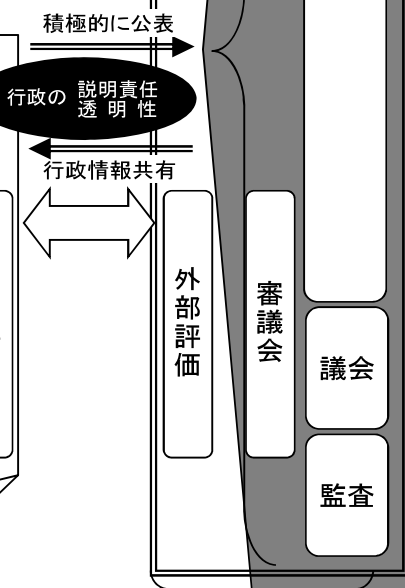 積極的に公表
行政の 説明責任
透明性
行政情報共有
外部評価
審議会
議会
監査